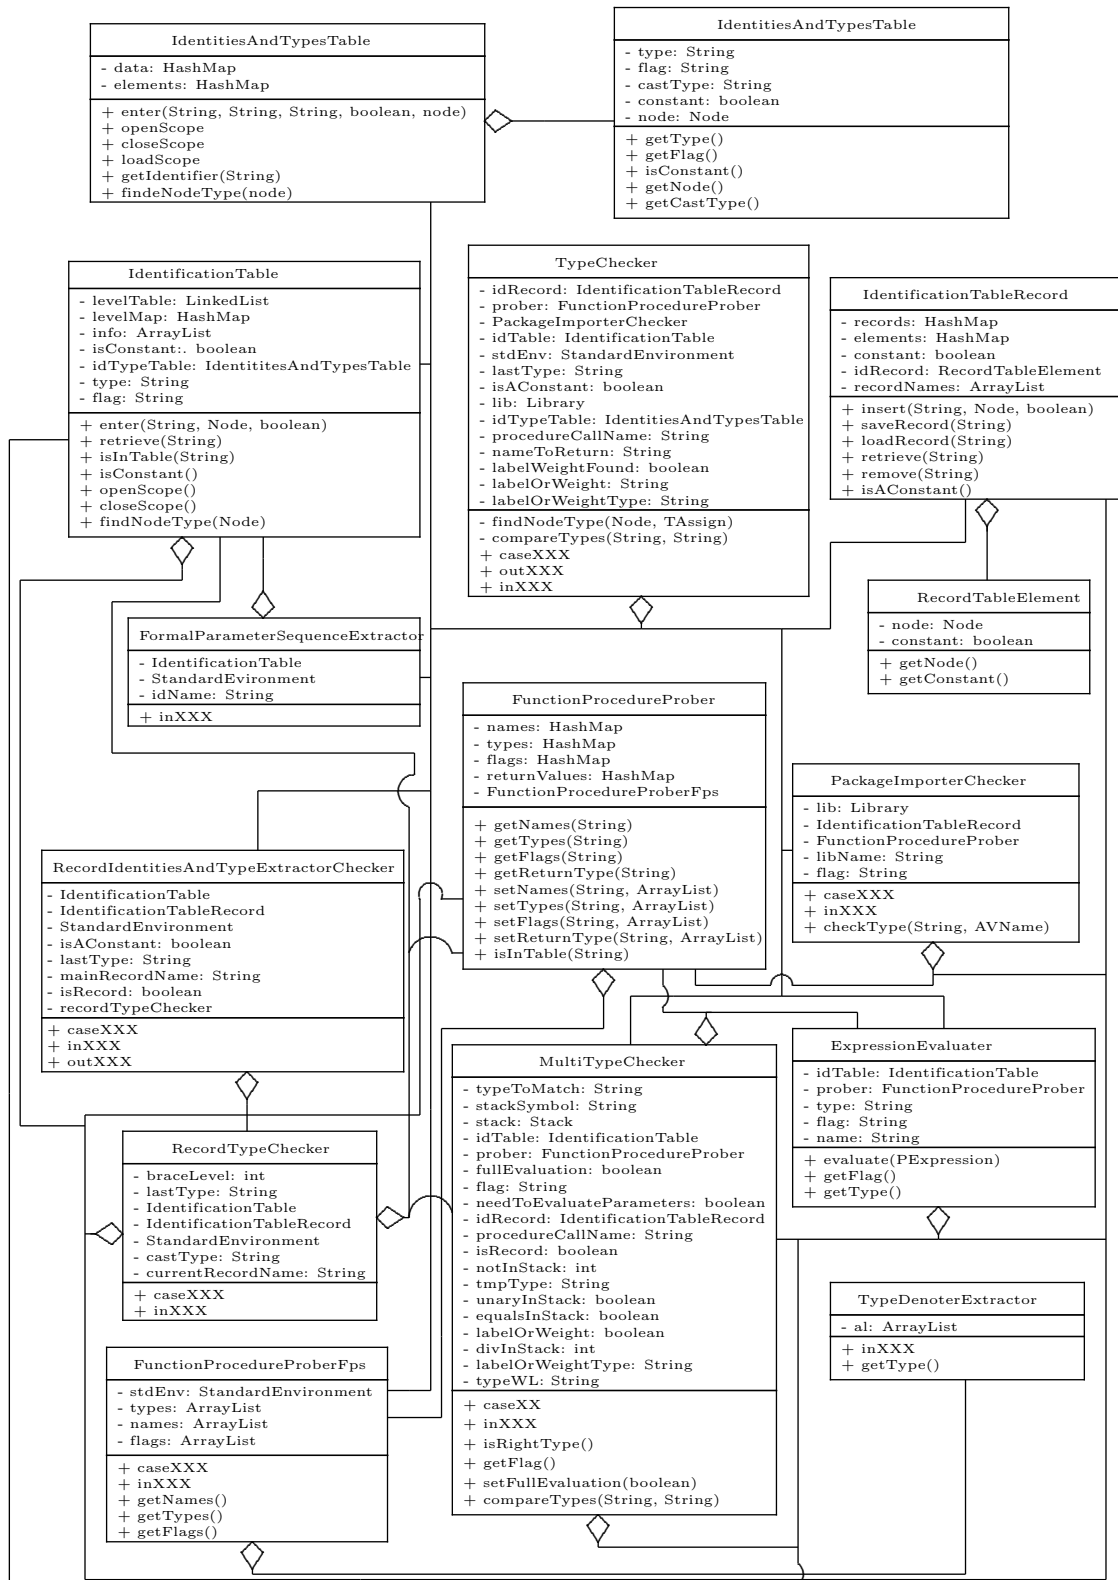 IdentitiesAndTypesTable
- data: HashMap
- elements: HashMap
+ enter(String, String, String, boolean, node)
+ openScope
+ closeScope
+ loadScope
+ getIdentifier(String)
+ findeNodeType(node)
IdentitiesAndTypesTable
- type: String
- flag: String
- castType: String
- constant: boolean
- node: Node
+ getType()
+ getFlag()
+ isConstant()
+ getNode()
+ getCastType()
IdentificationTable
- levelTable: LinkedList
- levelMap: HashMap
- info: ArrayList
- isConstant:. boolean
- idTypeTable: IdentititesAndTypesTable
- type: String
- flag: String
+ enter(String, Node, boolean)
+ retrieve(String)
+ isInTable(String)
+ isConstant()
+ openScope()
+ closeScope()
+ findNodeType(Node)
TypeChecker
- idRecord: IdentificationTableRecord
- prober: FunctionProcedureProber
- PackageImporterChecker
- idTable: IdentificationTable
- stdEnv: StandardEnvironment
- lastType: String
- isAConstant: boolean
- lib: Library
- idTypeTable: IdentitiesAndTypesTable
- procedureCallName: String
- nameToReturn: String
- labelWeightFound: boolean
- labelOrWeight: String
- labelOrWeightType: String
- findNodeType(Node, TAssign)
- compareTypes(String, String)
+ caseXXX
+ outXXX
+ inXXX
IdentificationTableRecord
- records: HashMap
- elements: HashMap
- constant: boolean
- idRecord: RecordTableElement
- recordNames: ArrayList
+ insert(String, Node, boolean)
+ saveRecord(String)
+ loadRecord(String)
+ retrieve(String)
+ remove(String)
+ isAConstant()
RecordTableElement
- node: Node
- constant: boolean
+ getNode()
+ getConstant()
FormalParameterSequenceExtractor
- IdentificationTable
- StandardEvironment
- idName: String
+ inXXX
FunctionProcedureProber
- names: HashMap
- types: HashMap
- flags: HashMap
- returnValues: HashMap
- FunctionProcedureProberFps
+ getNames(String)
+ getTypes(String)
+ getFlags(String)
+ getReturnType(String)
+ setNames(String, ArrayList)
+ setTypes(String, ArrayList)
+ setFlags(String, ArrayList)
+ setReturnType(String, ArrayList)
+ isInTable(String)
PackageImporterChecker
- lib: Library
- IdentificationTableRecord
- FunctionProcedureProber
- libName: String
- flag: String
+ caseXXX
+ inXXX
+ checkType(String, AVName)
RecordIdentitiesAndTypeExtractorChecker
- IdentificationTable
- IdentificationTableRecord
- StandardEnvironment
- isAConstant: boolean
- lastType: String
- mainRecordName: String
- isRecord: boolean
- recordTypeChecker
+ caseXXX
+ inXXX
+ outXXX
MultiTypeChecker
- typeToMatch: String
- stackSymbol: String
- stack: Stack
- idTable: IdentificationTable
- prober: FunctionProcedureProber
- fullEvaluation: boolean
- flag: String
- needToEvaluateParameters: boolean
- idRecord: IdentificationTableRecord
- procedureCallName: String
- isRecord: boolean
- notInStack: int
- tmpType: String
- unaryInStack: boolean
- equalsInStack: boolean
- labelOrWeight: boolean
- divInStack: int
- labelOrWeightType: String
- typeWL: String
+ caseXX
+ inXXX
+ isRightType()
+ getFlag()
+ setFullEvaluation(boolean)
+ compareTypes(String, String)
ExpressionEvaluater
- idTable: IdentificationTable
- prober: FunctionProcedureProber
- type: String
- flag: String
- name: String
+ evaluate(PExpression)
+ getFlag()
+ getType()
RecordTypeChecker
- braceLevel: int
- lastType: String
- IdentificationTable
- IdentificationTableRecord
- StandardEnvironment
- castType: String
- currentRecordName: String
+ caseXXX
+ inXXX
TypeDenoterExtractor
- al: ArrayList
+ inXXX
+ getType()
FunctionProcedureProberFps
- stdEnv: StandardEnvironment
- types: ArrayList
- names: ArrayList
- flags: ArrayList
+ caseXXX
+ inXXX
+ getNames()
+ getTypes()
+ getFlags()